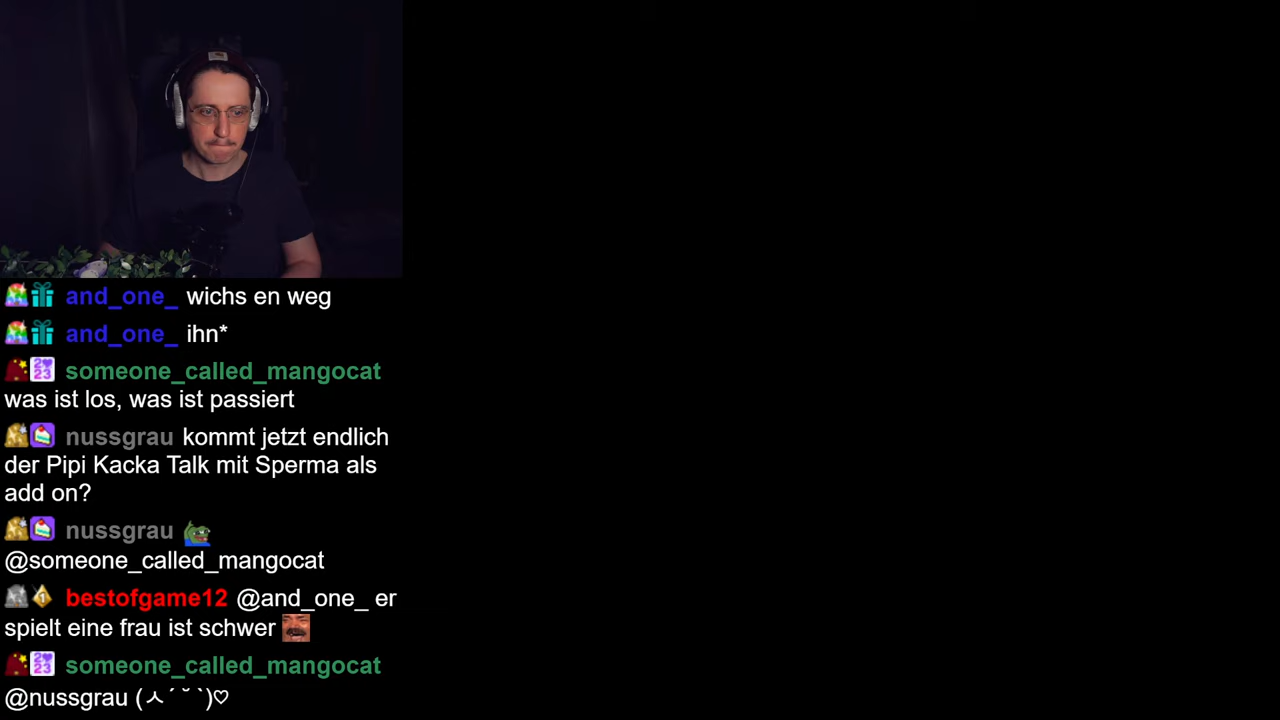 and_one_ wichs en weg
and_one_ ihn*
someone_called_mangocat
was ist los, was ist passiert
nussgrau kommt jetzt endlich
der Pipi Kacka Talk mit Sperma als
add on?
nussgrau
@someone_called_mangocat
bestofgame12 @and_one_ er
spielt eine frau ist schwer
someone_called_mangocat
@nussgrau (ㅅ´ ˘ `)♡